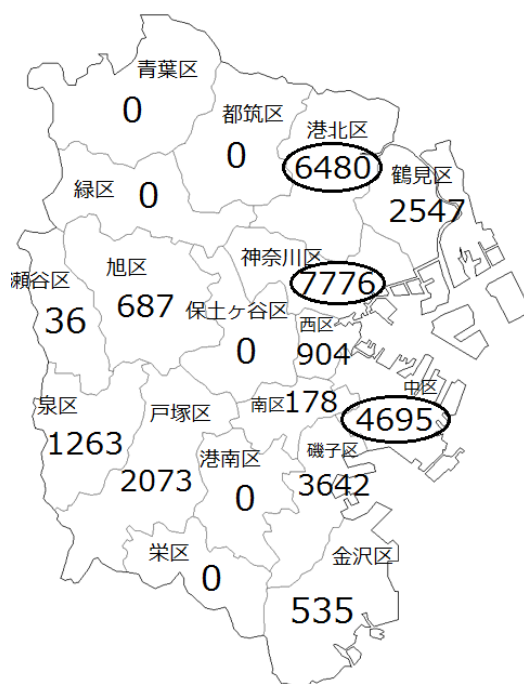 青葉区
0
都筑区
0
港北区
6480
鶴見区
2547
緑区
0
神奈川区
7776
瀬谷区
36
旭区
687
保土ヶ谷区
0
西区
904
中区
4695
南区 178
泉区
1263
戸塚区
2073
港南区
0
磯子区
3642
栄区
0
金沢区
535